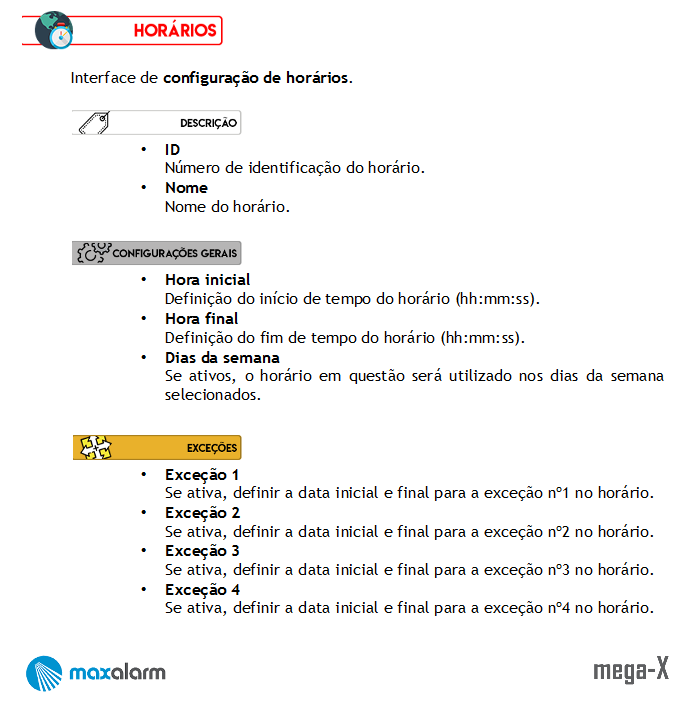 HORÁRIOS
Interface de configuração de horários.
DESCRIÇÃO
• ID
Número de identificação do horário.
• Nome
Nome do horário.
CONFIGURAÇÕES GERAIS
• Hora inicial
Definição do início de tempo do horário (hh:mm:ss).
• Hora final
Definição do fim de tempo do horário (hh:mm:ss).
• Dias da semana
Se ativos, o horário em questão será utilizado nos dias da semana
selecionados.
EXCEÇÕES
• Exceção 1
Se ativa, definir a data inicial e final para a exceção nº1 no horário.
• Exceção 2
Se ativa, definir a data inicial e final para a exceção nº2 no horário.
• Exceção 3
Se ativa, definir a data inicial e final para a exceção nº3 no horário.
• Exceção 4
Se ativa, definir a data inicial e final para a exceção nº4 no horário.
maxalarm
mega-X